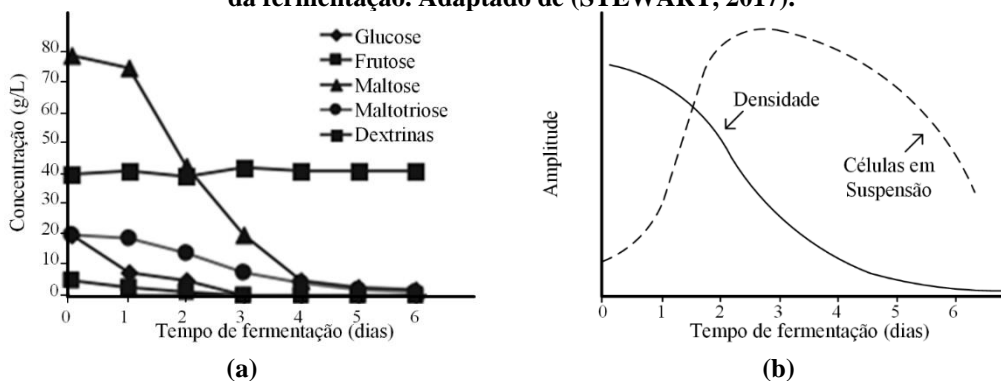 da fermentação. Adaptado de (STEWART, 2017).
Glucose
Frutose
Maltose
Maltotriose
Dextrinas
Concentração (g/L)
80
60
50
40
30
20
10
0
0 1 2 3 4 5 6
Tempo de fermentação (dias)
(a)
Amplitude
Densidade
Células em
Suspensão
0 1 2 3 4 5 6
Tempo de fermentação (dias)
(b)